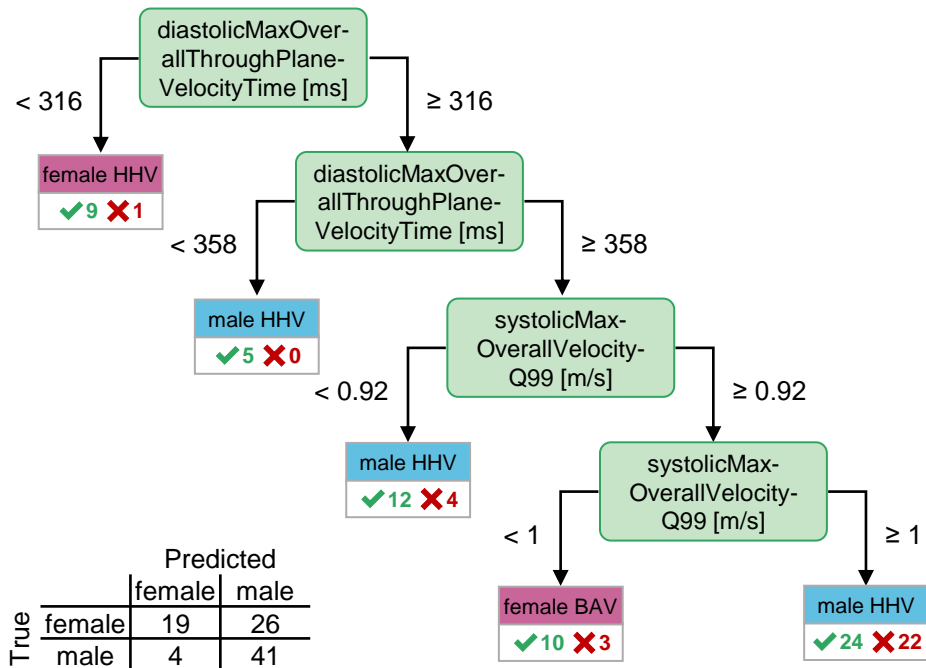 diastolicMaxOver-
allThroughPlane-
VelocityTime [ms]
< 316
≥ 316
female HHV
9 1
diastolicMaxOver-
allThroughPlane-
VelocityTime [ms]
< 358
≥ 358
male HHV
5 0
systolicMax-
OverallVelocity-
Q99 [m/s]
< 0.92
≥ 0.92
male HHV
12 4
systolicMax-
OverallVelocity-
Q99 [m/s]
< 1
≥ 1
female BAV
10 3
male HHV
24 22
Predicted
female male
True
female 19 26
male 4 41